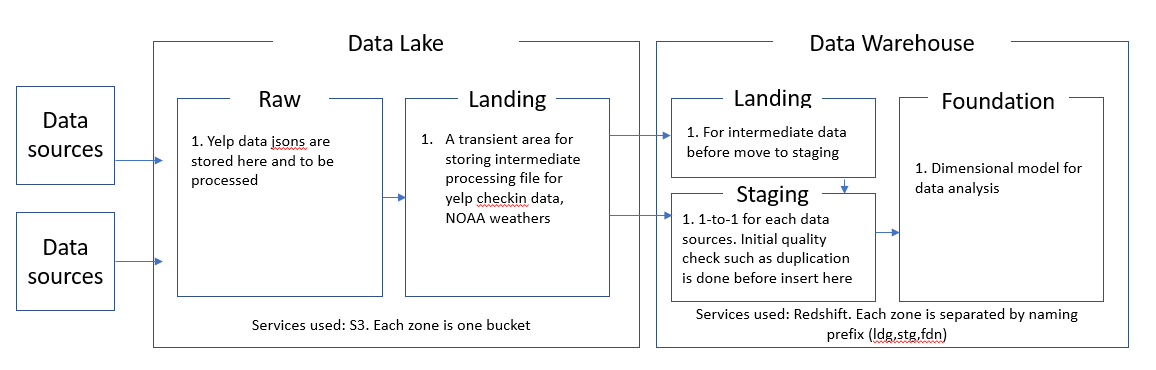 Data Lake
Data Warehouse
Data
sources
Data
sources
Raw
1. Yelp data jsons are
stored here and to be
processed
Landing
1. A transient area for
storing intermediate
processing file for
yelp checkin data,
NOAA weathers
Services used: S3. Each zone is one bucket
Landing
1. For intermediate data
before move to staging
Staging
1. 1-to-1 for each data
sources. Initial quality
check such as duplication
is done before insert here
Foundation
1. Dimensional model for
data analysis
Services used: Redshift. Each zone is separated by naming
prefix (ldg,stg,fdn)